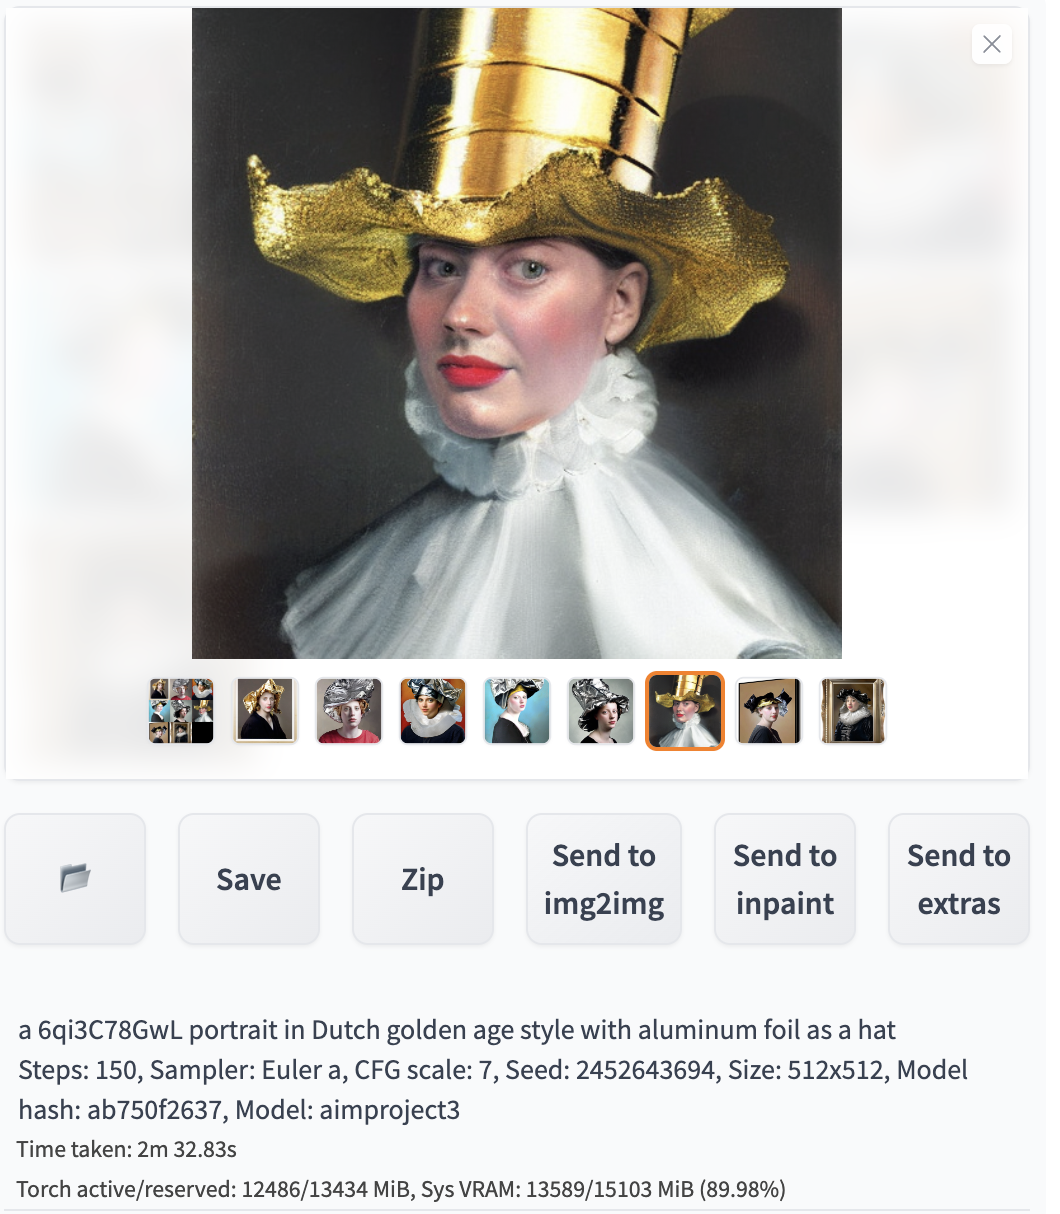 Save
Zip
Send to
img2img
Send to
inpaint
Send to
extras
a 6qi3C78GwL portrait in Dutch golden age style with aluminum foil as a hat
Steps: 150, Sampler: Euler a, CFG scale: 7, Seed: 2452643694, Size: 512x512, Model
hash: ab750f2637, Model: aimproject3
Time taken: 2m 32.83s
Torch active/reserved: 12486/13434 MiB, Sys VRAM: 13589/15103 MiB (89.98%)